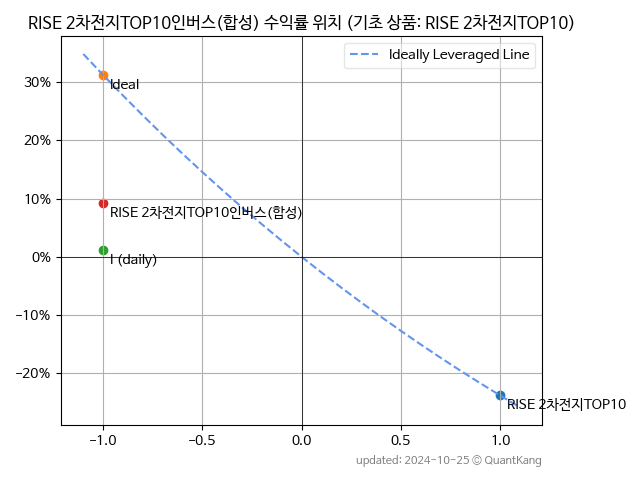 RISE 2차전지TOP10인버스(합성) 수익률 위치 (기초 상품: RISE 2차전지TOP10)
Ideally Leveraged Line
30%
20%
10%
0%
-10%
-20%
Ideal
RISE 2차전지TOP10인버스(합성)
I (daily)
RISE 2차전지TOP10
-1.0
-0.5
0.0
0.5
1.0
updated: 2024-10-25 © QuantKang